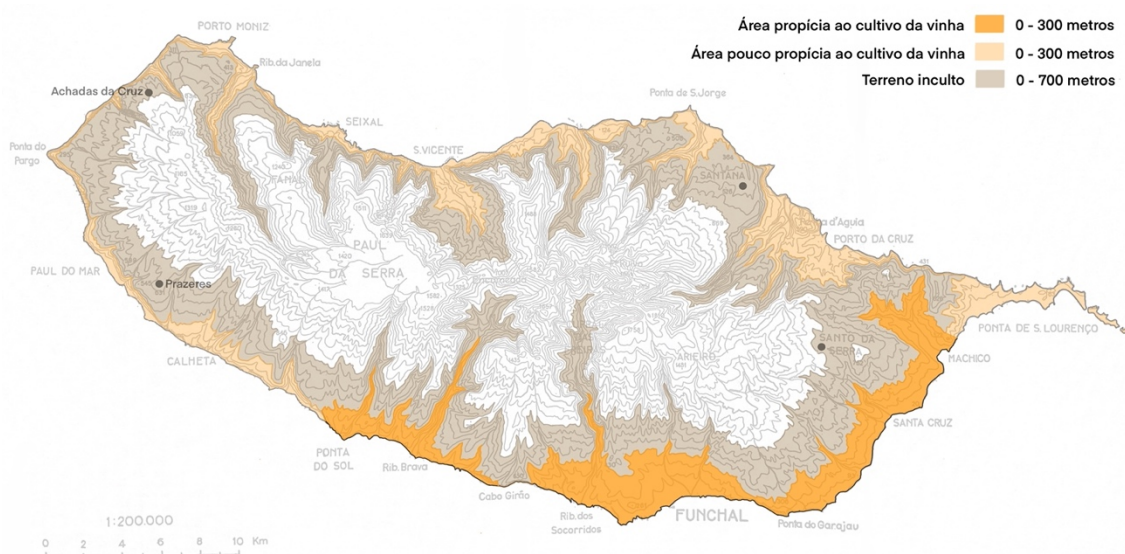 Área propícia ao cultivo da vinha 0 - 300 metros
Área pouco propícia ao cultivo da vinha 0 - 300 metros
Terreno inculto 0 - 700 metros
PORTO MONIZ
Rib. da Janela
Achadas da Cruz
Ponta de S. Jorge
SEIXAL
S. VICENTE
Ponta do
Pargo
FANAL
SANTANA
PORTO DA CRUZ
PAUL
DA SERRA
PAUL DO MAR
Prazeres
PONTA DE S. LOURENÇO
SANTO DA
SERRA
ARIEIRO
MACHICO
CALHETA
SANTA CRUZ
PONTA
DO SOL
Rib. Brava
Cabo Girão
Rib. dos
Socorridos
FUNCHAL
Ponta do Garajau
1:200.000
0 2 4 6 8 10 Km